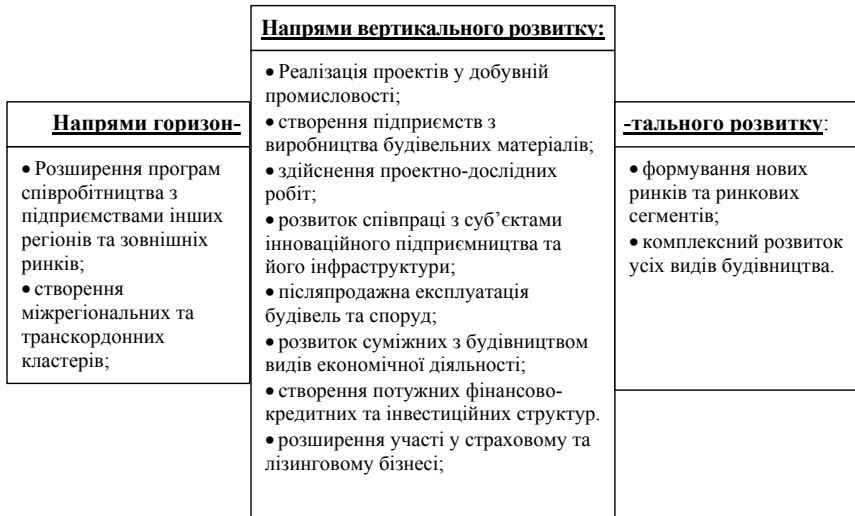 Напрями вертикального розвитку:
• Реалізація проектів у добувній
промисловості;
• створення підприємств з
виробництва будівельних матеріалів;
• здійснення проектно-дослідних
робіт;
• розвиток співпраці з суб’єктами
інноваційного підприємництва та
його інфраструктури;
• післяпродажна експлуатація
будівель та споруд;
• розвиток суміжних з будівництвом
видів економічної діяльності;
• створення потужних фінансово-
кредитних та інвестиційних структур.
• розширення участі у страховому та
лізинговому бізнесі;
Напрями горизон-
• Розширення програм
співробітництва з
підприємствами інших
регіонів та зовнішніх
ринків;
• створення
міжрегіональних та
транскордонних
кластерів;
-тального розвитку:
• формування нових
ринків та ринкових
сегментів;
• комплексний розвиток
усіх видів будівництва.